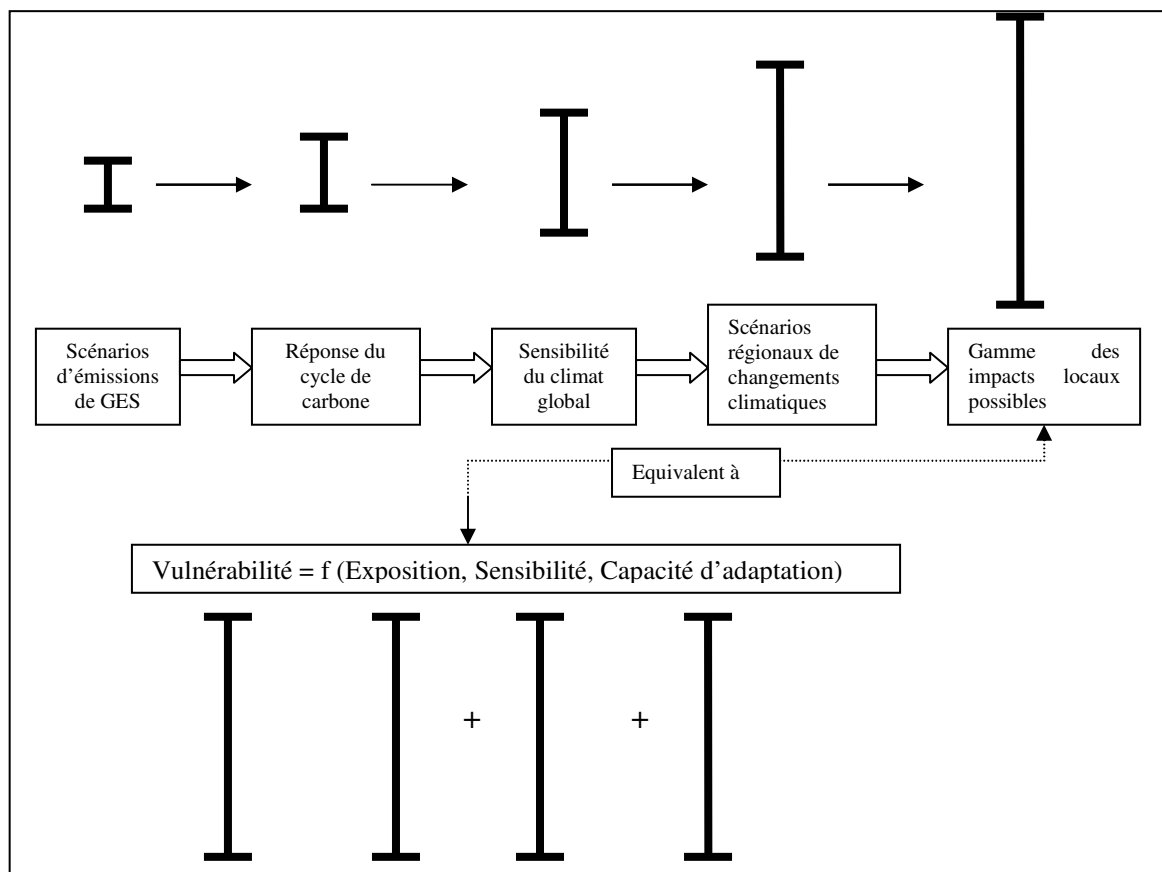 Scénarios
d'émissions
de GES
Réponse du
cycle de
carbone
Sensibilité
du climat
global
Scénarios
régionaux de
changements
climatiques
Gamme des
impacts locaux
possibles
Equivalent à
Vulnérabilité = f (Exposition, Sensibilité, Capacité d'adaptation)
+ +